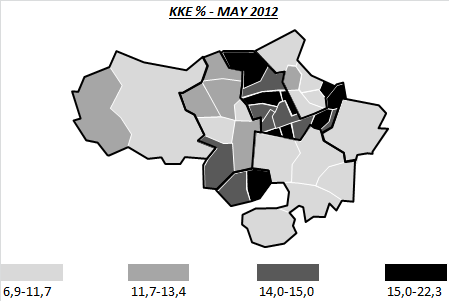 KKE % - MAY 2012
6,9-11,7
11,7-13,4
14,0-15,0
15,0-22,3